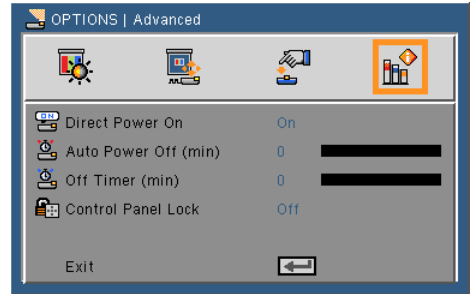 OPTIONS | Advanced
ON
Direct Power On On
Auto Power Off (min) 0
Off Timer (min) 0
Control Panel Lock Off
Exit